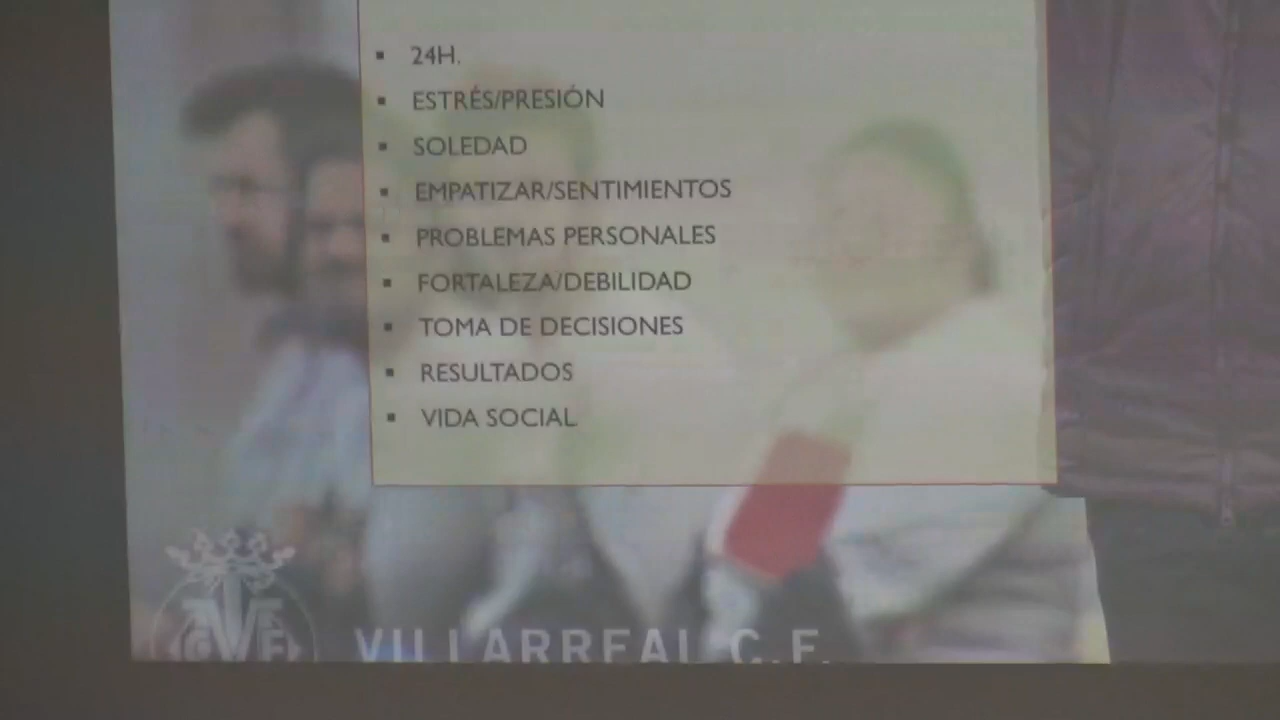 24H.
ESTRÉS/PRESIÓN
SOLEDAD
EMPATIZAR/SENTIMIENTOS
PROBLEMAS PERSONALES
FORTALEZA/DEBILIDAD
TOMA DE DECISIONES
RESULTADOS
VIDA SOCIAL
VILLARREAL C.F.